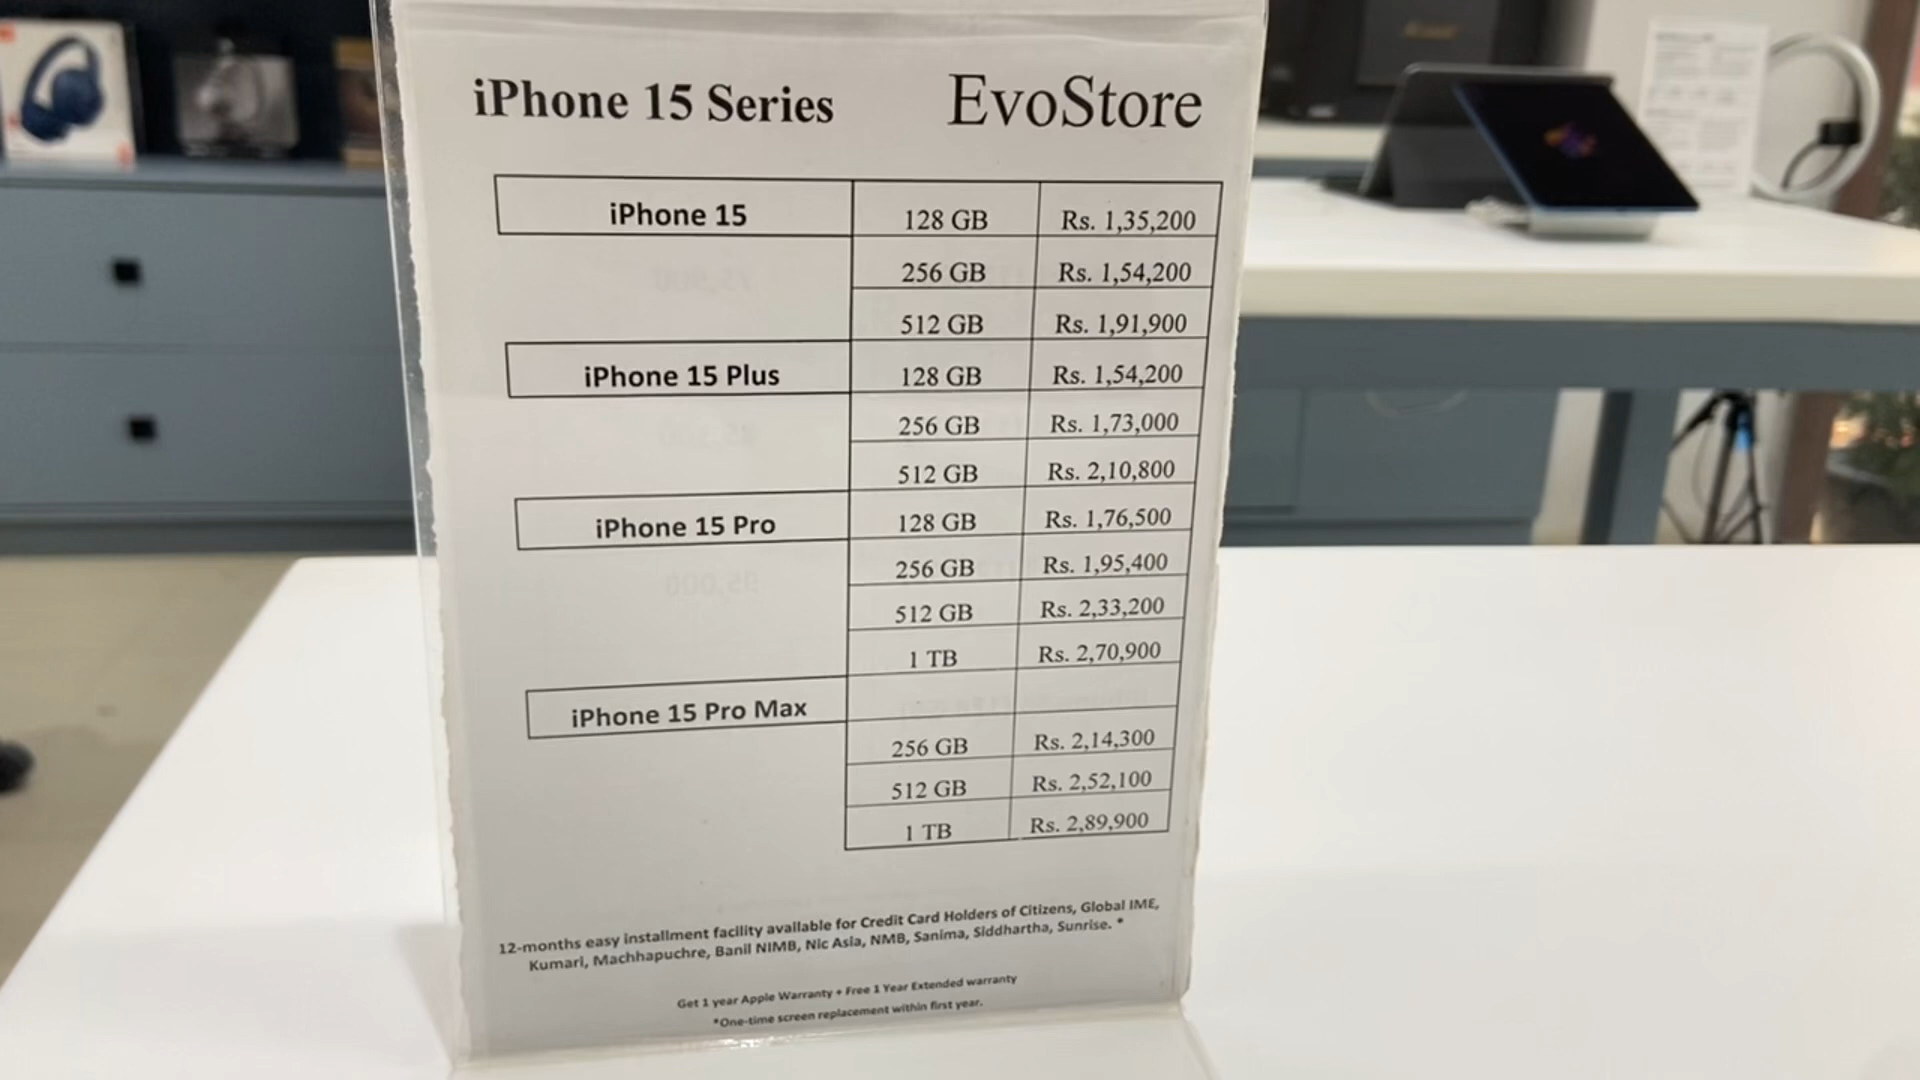 iPhone 15 Series EvoStore
iPhone 15 128 GB Rs. 1,35,200
256 GB Rs. 1,54,200
512 GB Rs. 1,91,900
iPhone 15 Plus 128 GB Rs. 1,54,200
256 GB Rs. 1,73,000
512 GB Rs. 2,10,800
iPhone 15 Pro 128 GB Rs. 1,76,500
256 GB Rs. 1,95,400
512 GB Rs. 2,33,200
1 TB Rs. 2,70,900
iPhone 15 Pro Max
256 GB Rs. 2,14,300
512 GB Rs. 2,52,100
1 TB Rs. 2,89,900
12-months easy installment facility available for Credit Card Holders of Citizens, Global IME,
Kumari, Machhapuchre, Banil NIMB, Nic Asia, NMB, Sanima, Siddhartha, Sunrise. *
Get 1 year Apple Warranty + Free 1 Year Extended warranty
*One-time screen replacement within first year.